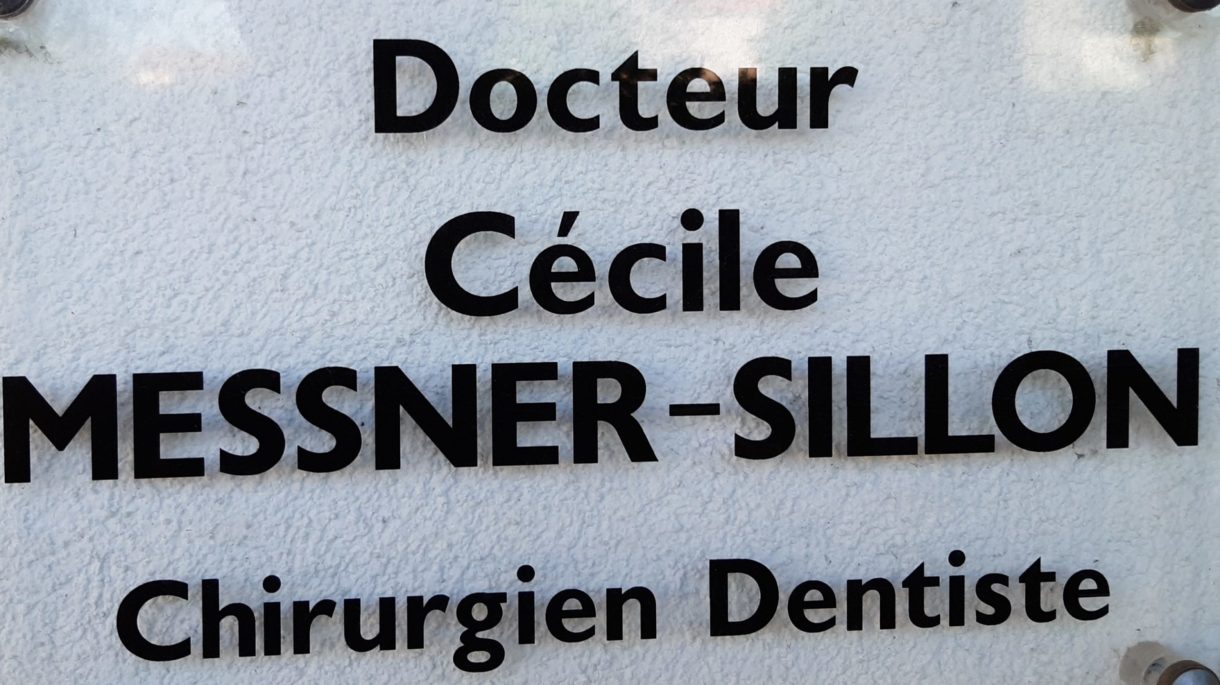 Docteur
Cécile
MESSNER-SILLON
Chirurgien Dentiste